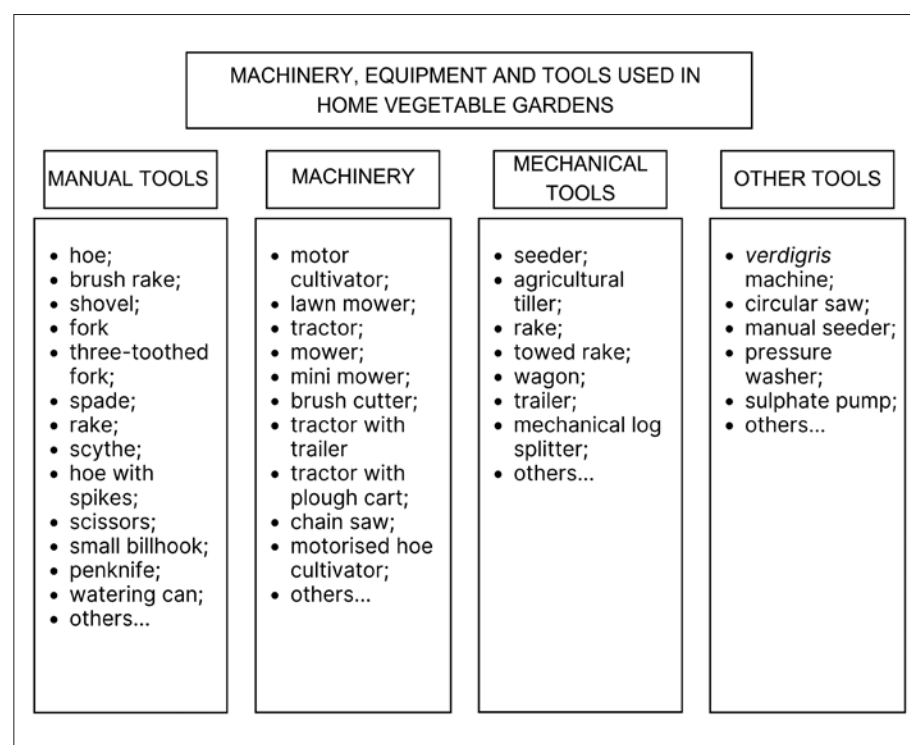 MACHINERY, EQUIPMENT AND TOOLS USED IN
HOME VEGETABLE GARDENS
MANUAL TOOLS
• hoe;
• brush rake;
• shovel;
• fork
• three-toothed
fork;
• spade;
• rake;
• scythe;
• hoe with
spikes;
• scissors;
• small billhook;
• penknife;
• watering can;
• others...
MACHINERY
• motor
cultivator;
• lawn mower;
• tractor;
• mower;
• mini mower;
• brush cutter;
• tractor with
trailer
• tractor with
plough cart;
• chain saw;
• motorised hoe
cultivator;
• others...
MECHANICAL
TOOLS
• seeder;
• agricultural
tiller;
• rake;
• towed rake;
• wagon;
• trailer;
• mechanical log
splitter;
• others...
OTHER TOOLS
• verdigris
machine;
• circular saw;
• manual seeder;
• pressure
washer;
• sulphate pump;
• others...